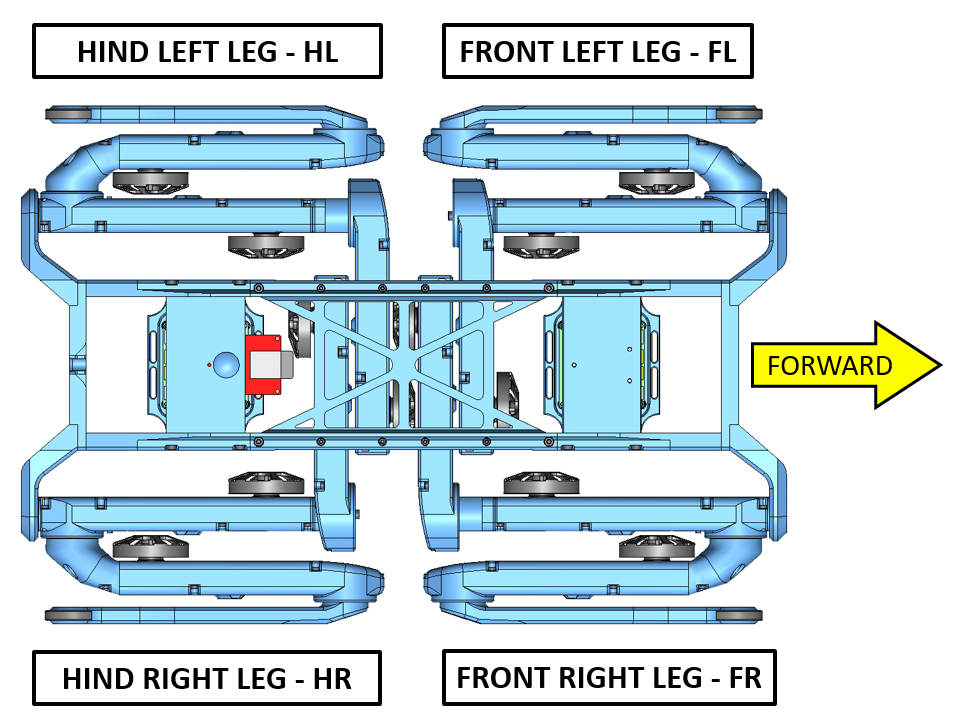 HIND LEFT LEG - HL
FRONT LEFT LEG - FL
FORWARD
HIND RIGHT LEG - HR
FRONT RIGHT LEG - FR